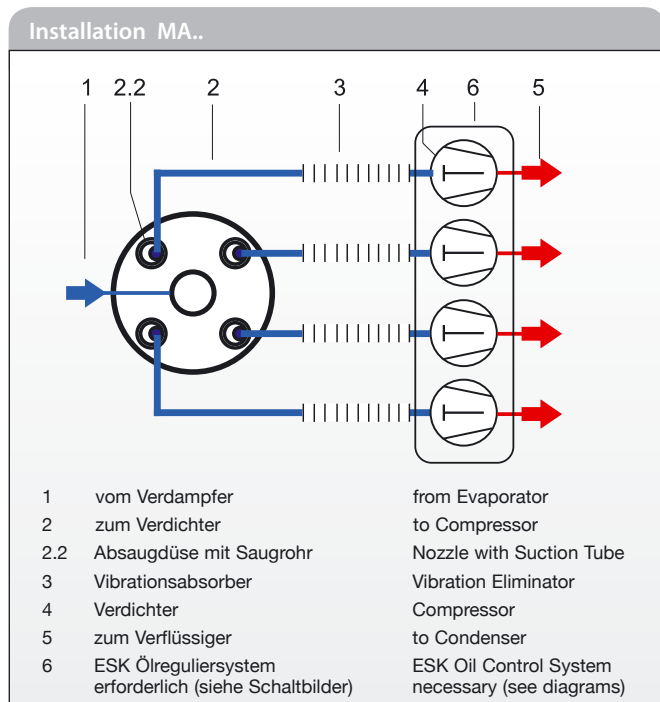 Installation MA..
1 2.2 2 3 4 6 5
1 vom Verdampfer from Evaporator
2 zum Verdichter to Compressor
2.2 Absaugdüse mit Saugrohr Nozzle with Suction Tube
3 Vibrationsabsorber Vibration Eliminator
4 Verdichter Compressor
5 zum Verflüssiger to Condenser
6 ESK Ölreguliersystem ESK Oil Control System
erforderlich (siehe Schaltbilder) necessary (see diagrams)